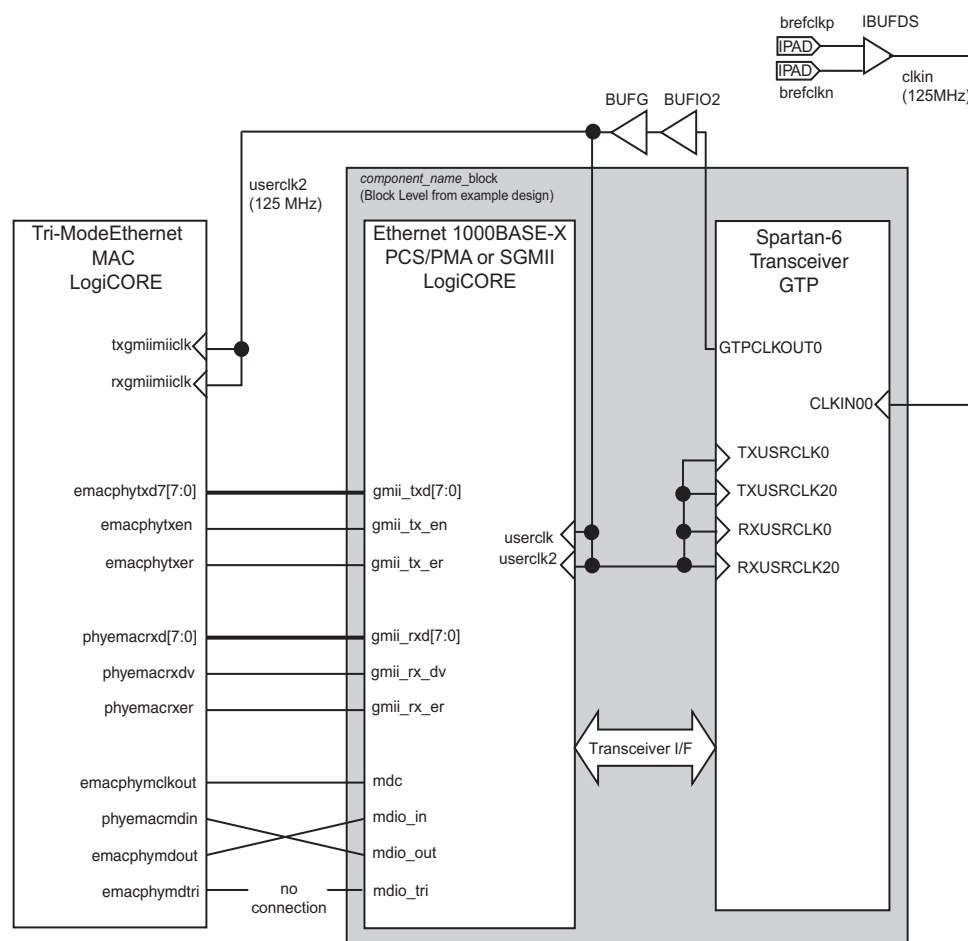 brefclkp
IBUFDS
IPAD
IPAD
brefclkn
clkin
(125MHz)
BUFG
BUFIO2
component_name_block
(Block Level from example design)
userclk2
(125 MHz)
Tri-ModeEthernet
MAC
LogiCORE
Ethernet 1000BASE-X
PCS/PMA or SGMII
LogiCORE
Spartan-6
Transceiver
GTP
txgmiimiiclk
rxgmiimiiclk
GTPCLKOUT0
CLKIN00
TXUSRCLK0
TXUSRCLK20
RXUSRCLK0
RXUSRCLK20
emacphytxd7[7:0]
gmii_txd[7:0]
emacphytxen
gmii_tx_en
emacphytxer
gmii_tx_er
userclk
userclk2
phyemacrxd[7:0]
gmii_rxd[7:0]
phyemacrxdv
gmii_rx_dv
phyemacrxer
gmii_rx_er
Transceiver I/F
emacphymclkout
mdc
phyemacmdin
mdio_in
emacphymdout
mdio_out
emacphymdtri
no
connection
mdio_tri